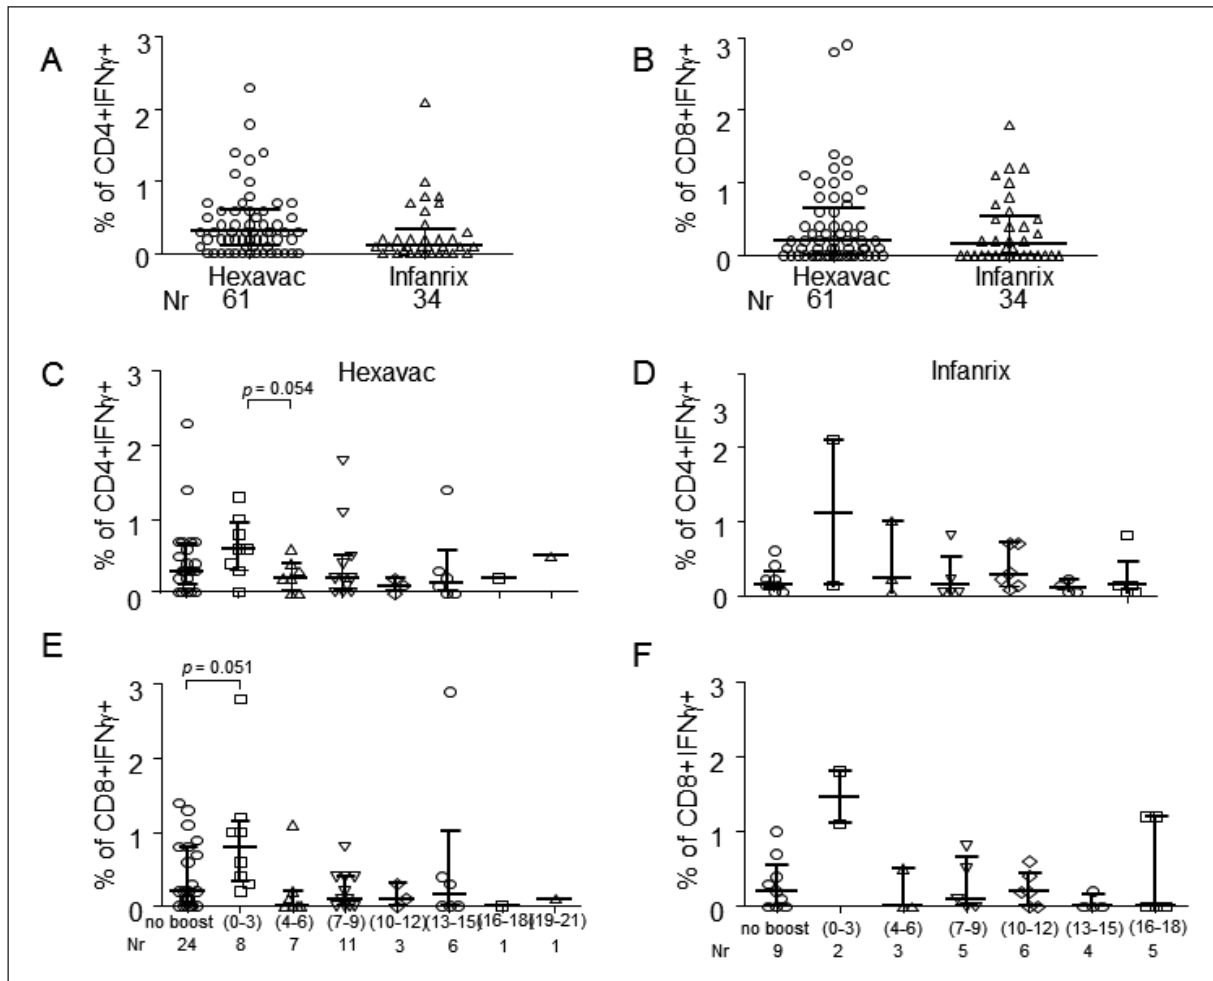 A
% of CD4+IFNγ+
3
2
1
0
Hexavac Infanrix
Nr 61 34
B
% of CD8+IFNγ+
3
2
1
0
Hexavac Infanrix
Nr 61 34
C
Hexavac
% of CD4+IFNγ+
3
2
1
0
p = 0.054
D
Infanrix
% of CD4+IFNγ+
3
2
1
0
E
% of CD8+IFNγ+
3
2
1
0
p = 0.051
no boost (0-3) (4-6) (7-9) (10-12) (13-15) (16-18) (19-21)
Nr 24 8 7 11 3 6 1 1
F
% of CD8+IFNγ+
3
2
1
0
no boost (0-3) (4-6) (7-9) (10-12) (13-15) (16-18)
Nr 9 2 3 5 6 4 5